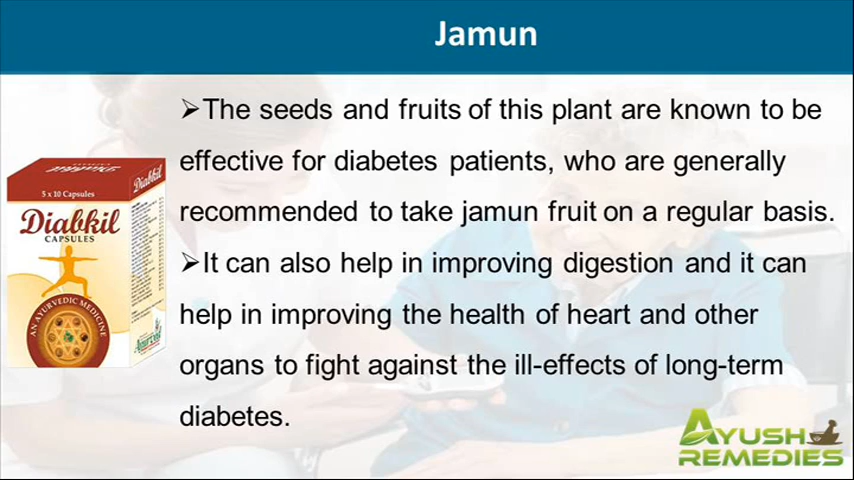 Jamun
➢The seeds and fruits of this plant are known to be
effective for diabetes patients, who are generally
recommended to take jamun fruit on a regular basis.
➢It can also help in improving digestion and it can
help in improving the health of heart and other
organs to fight against the ill-effects of long-term
diabetes.
Diabkil
Diabkil
5 x 10 Capsules
Diabkil
CAPSULES
AN AYURVEDIC MEDICINE
AYUSH
REMEDIES